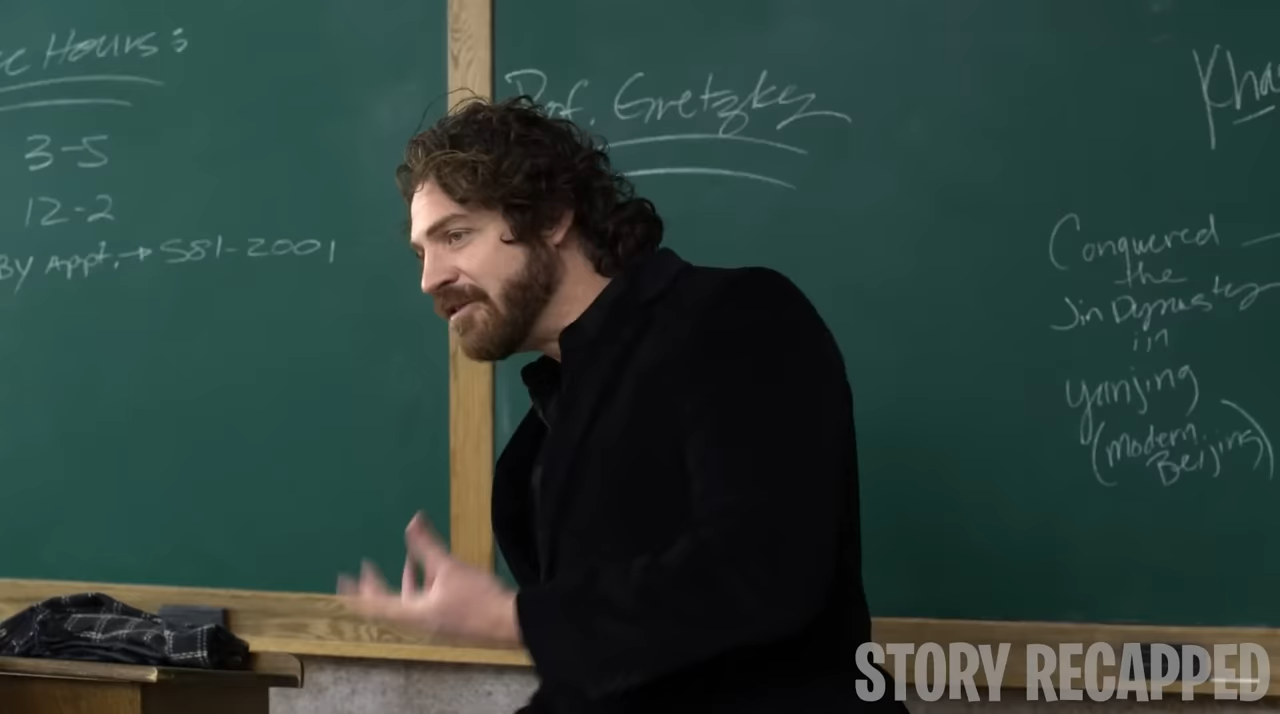 Hours:
3-5
12-2
By Appt. → 581-2001
Prof. Gretzky
Conquered
the
Jin Dynasty
in
Yanjing
(Modern
Beijing)
STORY RECAPPED